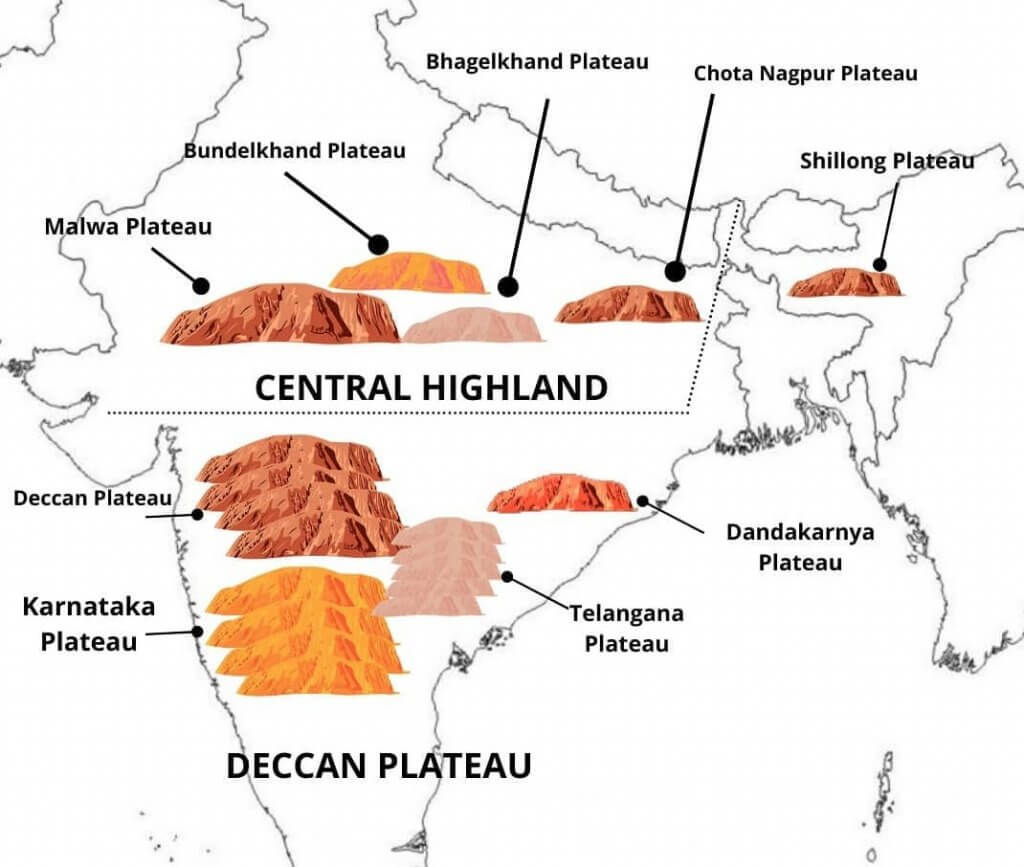 Bhagelkhand Plateau
Chota Nagpur Plateau
Bundelkhand Plateau
Shillong Plateau
Malwa Plateau
CENTRAL HIGHLAND
Deccan Plateau
Dandakarnya
Plateau
Karnataka
Plateau
Telangana
Plateau
DECCAN PLATEAU